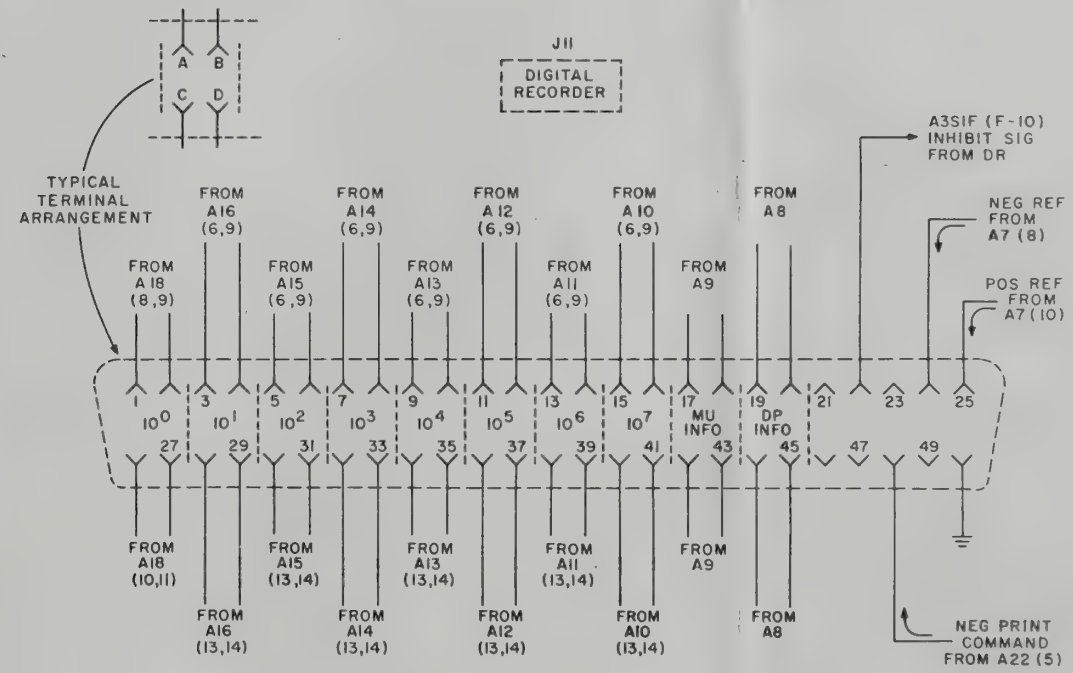 A B
C D
J11
DIGITAL
RECORDER
TYPICAL
TERMINAL
ARRANGEMENT
A3S1F (F-10)
INHIBIT SIG
FROM DR
NEG REF
FROM
A7 (8)
POS REF
FROM
A7 (10)
FROM
A16
(6,9)
FROM
A14
(6,9)
FROM
A12
(6,9)
FROM
A10
(6,9)
FROM
A8
FROM
A18
(8,9)
FROM
A15
(6,9)
FROM
A13
(6,9)
FROM
A11
(6,9)
FROM
A9
1 3 5 7 9 11 13 15 17 19 21 23 25
10⁰ 10¹ 10² 10³ 10⁴ 10⁵ 10⁶ 10⁷
MU
INFO
DP
INFO
27 29 31 33 35 37 39 41 43 45 47 49
FROM
A18
(10,11)
FROM
A15
(13,14)
FROM
A13
(13,14)
FROM
A11
(13,14)
FROM
A9
FROM
A16
(13,14)
FROM
A14
(13,14)
FROM
A12
(13,14)
FROM
A10
(13,14)
FROM
A8
NEG PRINT
COMMAND
FROM A22 (5)